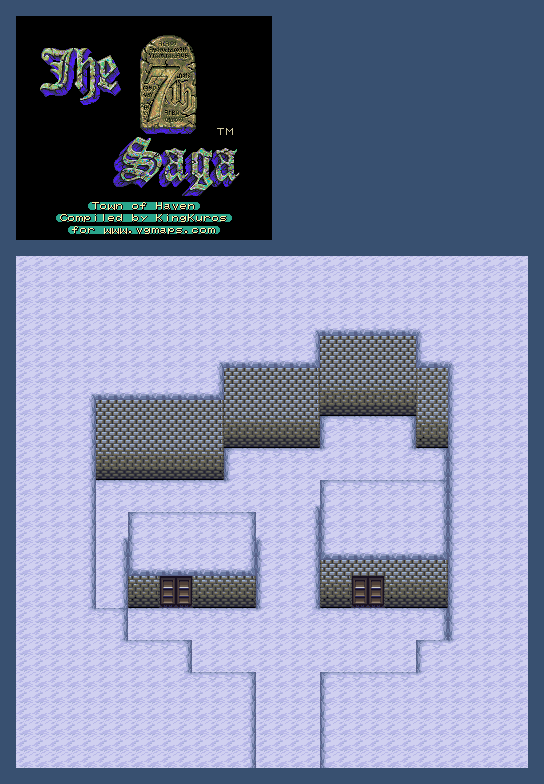 The
7th
Saga
TM
Town of Haven
Compiled by KingKuros
for www.vgmaps.com